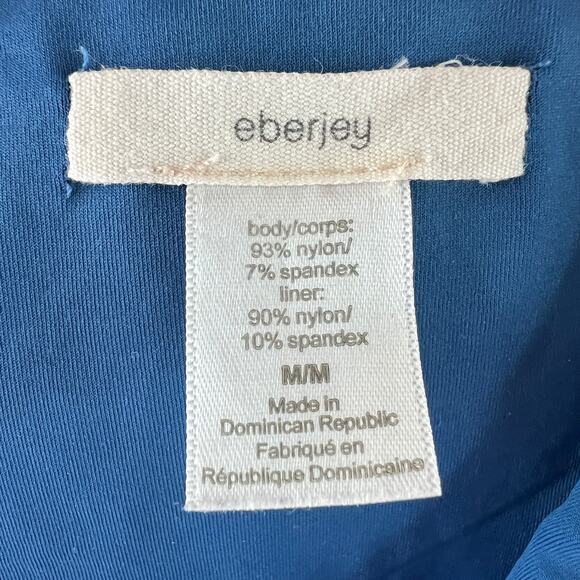 eberjey
body/corps:
93% nylon/
7% spandex
liner:
90% nylon/
10% spandex
M/M
Made in
Dominican Republic
Fabriqué en
République Dominicaine